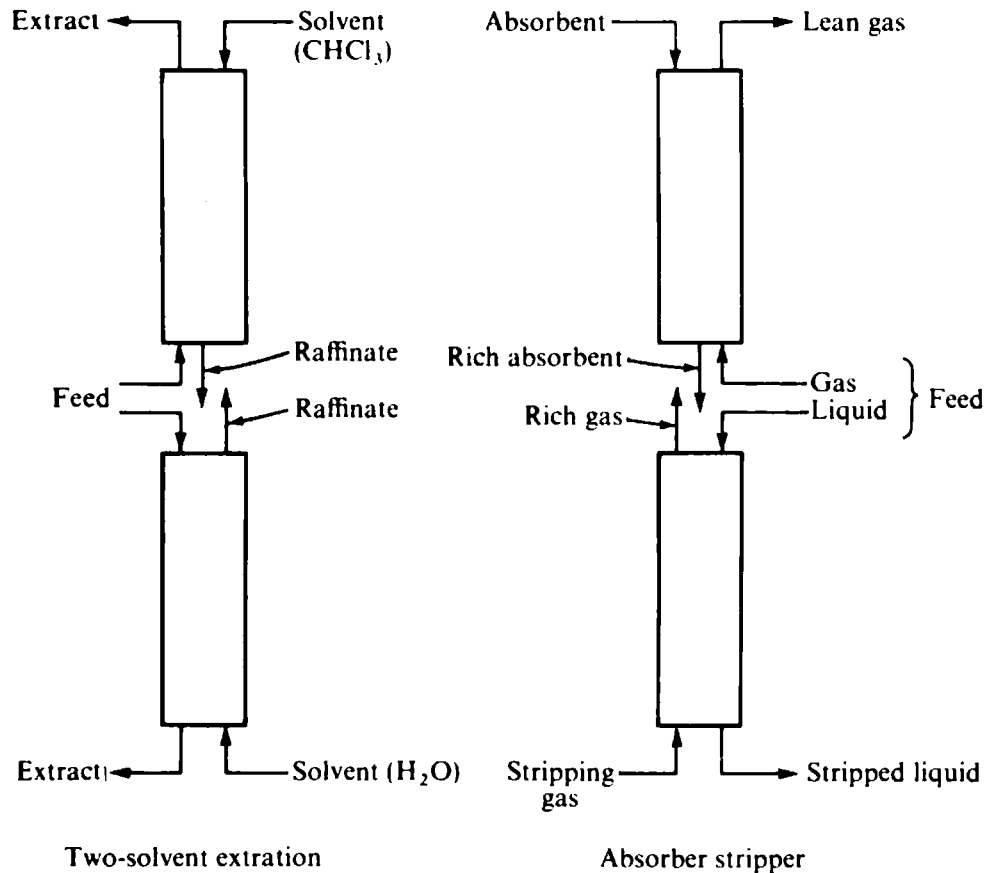 Extract
Solvent
(CHCl₃)
Raffinate
Feed
Raffinate
Extract
Solvent (H₂O)
Two-solvent extration
Absorbent
Lean gas
Rich absorbent
Gas
Liquid
Feed
Rich gas
Stripping
gas
Stripped liquid
Absorber stripper